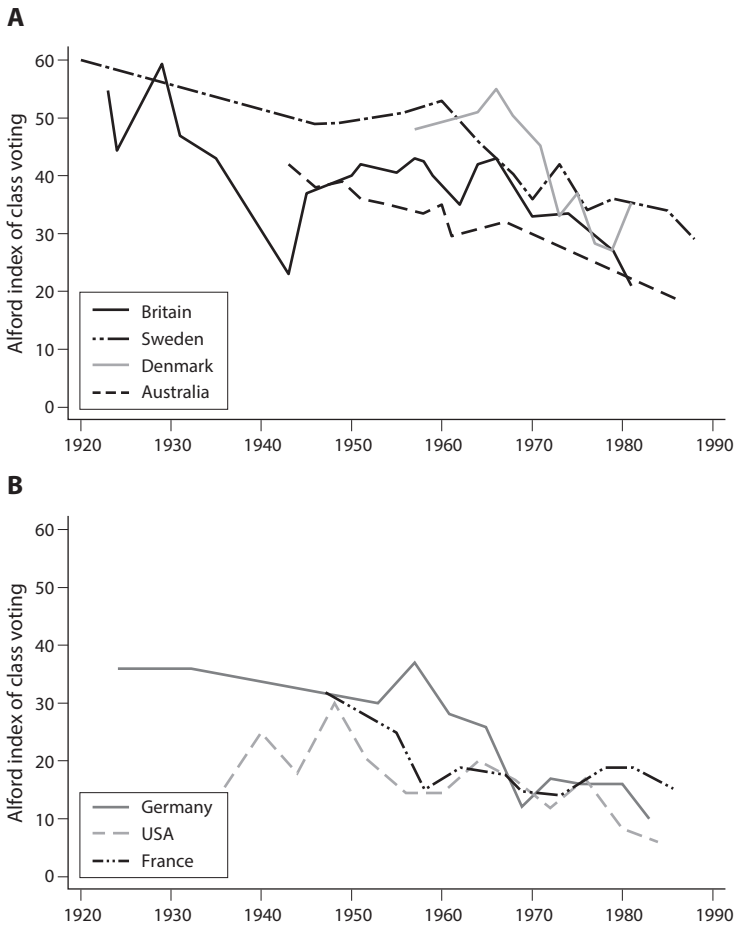 A
Alford index of class voting
60
50
40
30
20
10
0
Britain
Sweden
Denmark
Australia
1920 1930 1940 1950 1960 1970 1980 1990
B
Alford index of class voting
60
50
40
30
20
10
0
Germany
USA
France
1920 1930 1940 1950 1960 1970 1980 1990